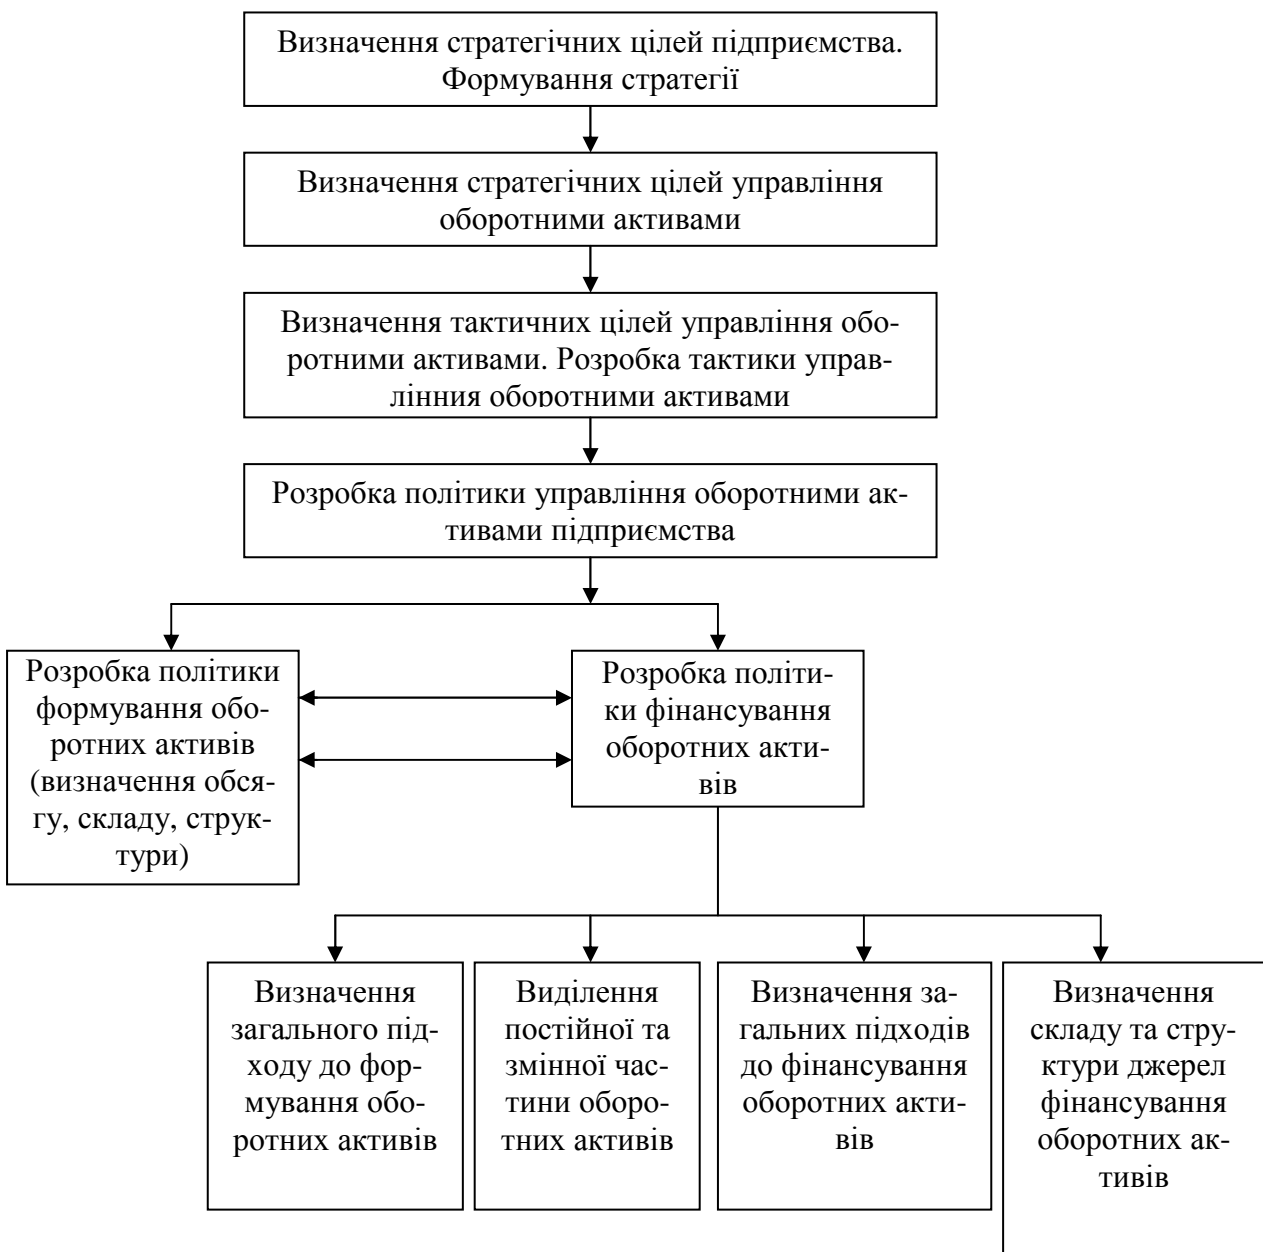 Визначення стратегічних цілей підприємства.
Формування стратегії
Визначення стратегічних цілей управління
оборотними активами
Визначення тактичних цілей управління обо-
ротними активами. Розробка тактики управ-
лінния оборотними активами
Розробка політики управління оборотними ак-
тивами підприємства
Розробка політики
формування обо-
ротних активів
(визначення обся-
гу, складу, струк-
тури)
Розробка політи-
ки фінансування
оборотних акти-
вів
Визначення
загального під-
ходу до фор-
мування обо-
ротних активів
Виділення
постійної та
змінної час-
тини оборо-
тних активів
Визначення за-
гальних підходів
до фінансування
оборотних акти-
вів
Визначення
складу та стру-
ктури джерел
фінансування
оборотних ак-
тивів